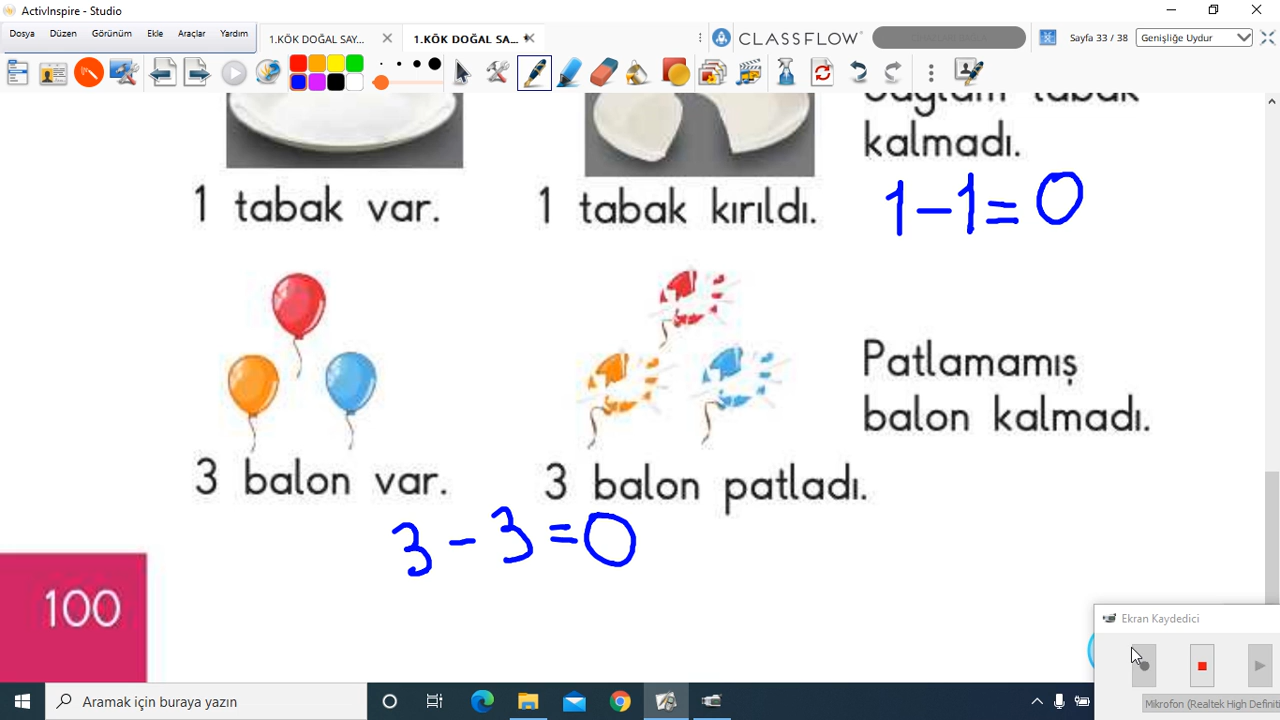 ActivInspire - Studio
Dosya Düzen Görünüm Ekle Araçlar Yardım
1.KÖK DOĞAL SAY...
1.KÖK DOĞAL SA...
CLASSFLOW
Sayfa 33 / 38
Genişliğe Uydur
Sağlam tabak
kalmadı.
1 tabak var.
1 tabak kırıldı.
1-1=0
Patlamamış
balon kalmadı.
3 balon var.
3 balon patladı.
3-3=0
100
Ekran Kaydedici
Mikrofon (Realtek High Definit
Aramak için buraya yazın